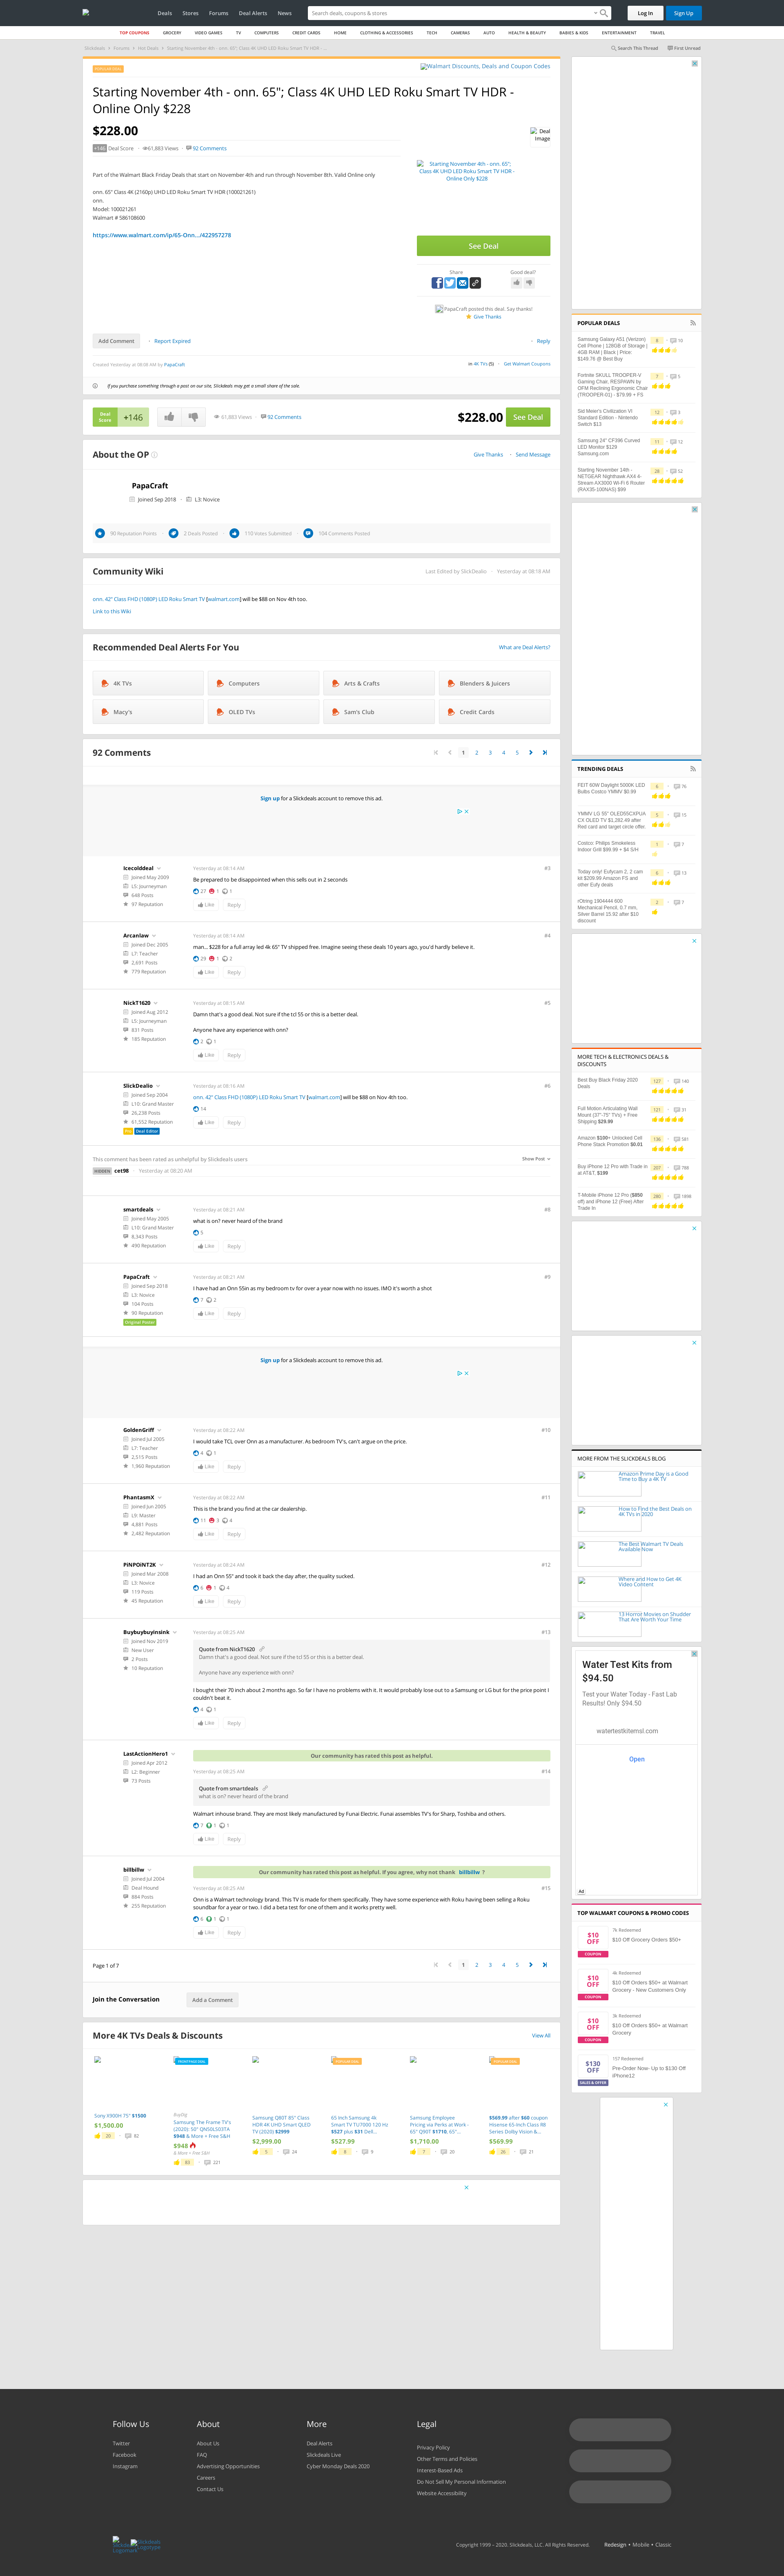 Deals Stores Forums Deal Alerts News
Search deals, coupons & stores
Log In
Sign Up
TOP COUPONS GROCERY VIDEO GAMES TV COMPUTERS CREDIT CARDS HOME CLOTHING & ACCESSORIES TECH CAMERAS AUTO HEALTH & BEAUTY BABIES & KIDS ENTERTAINMENT TRAVEL
Slickdeals > Forums > Hot Deals > Starting November 4th - onn. 65"; Class 4K UHD LED Roku Smart TV HDR - ...
Search This Thread First Unread
POPULAR DEAL
Walmart Discounts, Deals and Coupon Codes
Starting November 4th - onn. 65"; Class 4K UHD LED Roku Smart TV HDR -
Online Only $228
$228.00
+146 Deal Score 61,883 Views 92 Comments
Deal
Image
Part of the Walmart Black Friday Deals that start on November 4th and run through November 8th. Valid Online only
onn. 65" Class 4K (2160p) UHD LED Roku Smart TV HDR (100021261)
onn.
Model: 100021261
Walmart # 586108600
https://www.walmart.com/ip/65-Onn.../422957278
Starting November 4th - onn. 65";
Class 4K UHD LED Roku Smart TV HDR -
Online Only $228
See Deal
Share
Good deal?
PapaCraft posted this deal. Say thanks!
Give Thanks
Add Comment
Report Expired
Reply
Created Yesterday at 08:08 AM by PapaCraft
4K TVs (5) Get Walmart Coupons
If you purchase something through a post on our site, Slickdeals may get a small share of the sale.
Deal
Score
+146
61,883 Views 92 Comments
$228.00
See Deal
About the OP
Give Thanks Send Message
PapaCraft
Joined Sep 2018 L3: Novice
90 Reputation Points
2 Deals Posted
110 Votes Submitted
104 Comments Posted
Community Wiki
Last Edited by SlickDealio Yesterday at 08:18 AM
onn. 42" Class FHD (1080P) LED Roku Smart TV [walmart.com] will be $88 on Nov 4th too.
Link to this Wiki
Recommended Deal Alerts For You
What are Deal Alerts?
4K TVs
Computers
Arts & Crafts
Blenders & Juicers
Macy's
OLED TVs
Sam's Club
Credit Cards
92 Comments
1 2 3 4 5
Sign up for a Slickdeals account to remove this ad.
Icecolddeal
Joined May 2009
L5: Journeyman
648 Posts
97 Reputation
Yesterday at 08:14 AM
#3
Be prepared to be disappointed when this sells out in 2 seconds
27 1 1
Like Reply
Arcanlaw
Joined Dec 2005
L7: Teacher
2,691 Posts
779 Reputation
Yesterday at 08:14 AM
#4
man... $228 for a full array led 4k 65" TV shipped free. Imagine seeing these deals 10 years ago, you'd hardly believe it.
29 1 2
Like Reply
NickT1620
Joined Aug 2012
L5: Journeyman
831 Posts
185 Reputation
Yesterday at 08:15 AM
#5
Damn that's a good deal. Not sure if the tcl 55 or this is a better deal.
Anyone have any experience with onn?
2 1
Like Reply
SlickDealio
Joined Sep 2004
L10: Grand Master
26,238 Posts
61,552 Reputation
Pro Deal Editor
Yesterday at 08:16 AM
#6
onn. 42" Class FHD (1080P) LED Roku Smart TV [walmart.com] will be $88 on Nov 4th too.
14
Like Reply
This comment has been rated as unhelpful by Slickdeals users
Show Post
HIDDEN cet98 Yesterday at 08:20 AM
smartdeals
Joined May 2005
L10: Grand Master
8,343 Posts
490 Reputation
Yesterday at 08:21 AM
#8
what is on? never heard of the brand
5
Like Reply
PapaCraft
Joined Sep 2018
L3: Novice
104 Posts
90 Reputation
Original Poster
Yesterday at 08:21 AM
#9
I have had an Onn 55in as my bedroom tv for over a year now with no issues. IMO it's worth a shot
7 2
Like Reply
Sign up for a Slickdeals account to remove this ad.
GoldenGriff
Joined Jul 2005
L7: Teacher
2,515 Posts
1,960 Reputation
Yesterday at 08:22 AM
#10
I would take TCL over Onn as a manufacturer. As bedroom TV's, can't argue on the price.
4 1
Like Reply
PhantasmX
Joined Jun 2005
L9: Master
4,881 Posts
2,482 Reputation
Yesterday at 08:22 AM
#11
This is the brand you find at the car dealership.
11 3 4
Like Reply
PiNPOiNT2K
Joined Mar 2008
L3: Novice
119 Posts
45 Reputation
Yesterday at 08:24 AM
#12
I had an Onn 55" and took it back the day after, the quality sucked.
6 1 4
Like Reply
Buybuybuyinsink
Joined Nov 2019
New User
2 Posts
10 Reputation
Yesterday at 08:25 AM
#13
Quote from NickT1620
Damn that's a good deal. Not sure if the tcl 55 or this is a better deal.
Anyone have any experience with onn?
I bought their 70 inch about 2 months ago. So far I have no problems with it. It would probably lose out to a Samsung or LG but for the price point I
couldn't beat it.
4 1
Like Reply
LastActionHero1
Joined Apr 2012
L2: Beginner
73 Posts
Our community has rated this post as helpful.
Yesterday at 08:25 AM
#14
Quote from smartdeals
what is on? never heard of the brand
Walmart inhouse brand. They are most likely manufactured by Funai Electric. Funai assembles TV's for Sharp, Toshiba and others.
7 1 1
Like Reply
billbillw
Joined Jul 2004
Deal Hound
884 Posts
255 Reputation
Our community has rated this post as helpful. If you agree, why not thank billbillw ?
Yesterday at 08:25 AM
#15
Onn is a Walmart technology brand. This TV is made for them specifically. They have some experience with Roku having been selling a Roku
soundbar for a year or two. I did a beta test for one of them and it works pretty well.
6 1 1
Like Reply
Page 1 of 7
1 2 3 4 5
Join the Conversation
Add a Comment
More 4K TVs Deals & Discounts
View All
Sony X900H 75" $1500
$1,500.00
20 82
FRONTPAGE DEAL
BuyDig
Samsung The Frame TV's
(2020): 50" QN50LS03TA
$948 & More + Free S&H
$948
& More + Free S&H
85 221
Samsung Q80T 85" Class
HDR 4K UHD Smart QLED
TV (2020) $2999
$2,999.00
5 24
POPULAR DEAL
65 Inch Samsung 4k
Smart TV TU7000 120 Hz
$527 plus $31 Dell...
$527.99
8 9
Samsung Employee
Pricing via Perks at Work -
65" Q90T $1710, 65"...
$1,710.00
7 20
POPULAR DEAL
$569.99 after $60 coupon
Hisense 65-Inch Class R8
Series Dolby Vision &...
$569.99
26 21
POPULAR DEALS
Samsung Galaxy A51 (Verizon)
Cell Phone | 128GB of Storage |
4GB RAM | Black | Price:
$149.76 @ Best Buy
8 10
Fortnite SKULL TROOPER-V
Gaming Chair, RESPAWN by
OFM Reclining Ergonomic Chair
(TROOPER-01) - $79.99 + FS
7 5
Sid Meier's Civilization VI
Standard Edition - Nintendo
Switch $13
12 3
Samsung 24" CF396 Curved
LED Monitor $129
Samsung.com
11 12
Starting November 14th -
NETGEAR Nighthawk AX4 4-
Stream AX3000 Wi-Fi 6 Router
(RAX35-100NAS) $99
28 52
TRENDING DEALS
FEIT 60W Daylight 5000K LED
Bulbs Costco YMMV $0.99
6 76
YMMV LG 55" OLED55CXPUA
CX OLED TV $1,282.49 after
Red card and target circle offer.
5 15
Costco: Philips Smokeless
Indoor Grill $99.99 + $4 S/H
1 7
Today only! Eufycam 2, 2 cam
kit $209.99 Amazon FS and
other Eufy deals
6 13
rOtring 1904444 600
Mechanical Pencil, 0.7 mm,
Silver Barrel 15.92 after $10
discount
2 7
MORE TECH & ELECTRONICS DEALS &
DISCOUNTS
Best Buy Black Friday 2020
Deals
127 140
Full Motion Articulating Wall
Mount (37"-75" TVs) + Free
Shipping $29.99
121 31
Amazon $100+ Unlocked Cell
Phone Slack Promotion $0.01
136 581
Buy iPhone 12 Pro with Trade in
at AT&T, $199
207 788
T-Mobile iPhone 12 Pro ($850
off) and iPhone 12 (Free) After
Trade In
380 1898
MORE FROM THE SLICKDEALS BLOG
Amazon Prime Day is a Good
Time to Buy a 4K TV
How to Find the Best Deals on
4K TVs in 2020
The Best Walmart TV Deals
Available Now
Where and How to Get 4K
Video Content
13 Horror Movies on Shudder
That Are Worth Your Time
Water Test Kits from
$94.50
Test your Water Today - Fast Lab
Results! Only $94.50
watertestkitemsl.com
Open
Ad
TOP WALMART COUPONS & PROMO CODES
$10
OFF
COUPON
7k Redeemed
$10 Off Grocery Orders $50+
$10
OFF
COUPON
4k Redeemed
$10 Off Orders $50+ at Walmart
Grocery - New Customers Only
$10
OFF
COUPON
3k Redeemed
$10 Off Orders $50+ at Walmart
Grocery
$130
OFF
SALES & OFFER
157 Redeemed
Pre-Order Now- Up to $130 Off
iPhone12
Follow Us
Twitter
Facebook
Instagram
About
About Us
FAQ
Advertising Opportunities
Careers
Contact Us
More
Deal Alerts
Slickdeals Live
Cyber Monday Deals 2020
Legal
Privacy Policy
Other Terms and Policies
Interest-Based Ads
Do Not Sell My Personal Information
Website Accessibility
Slickdeals
Logotype
Copyright 1999 – 2020. Slickdeals, LLC. All Rights Reserved. Redesign • Mobile • Classic